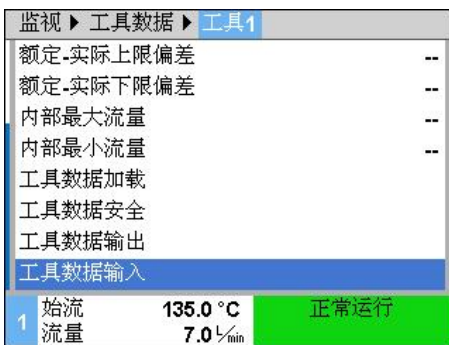 监视 ▶ 工具数据 ▶ 工具1
额定-实际上限偏差 --
额定-实际下限偏差 --
内部最大流量 --
内部最小流量 --
工具数据加载
工具数据安全
工具数据输出
工具数据输入
1 始流 135.0 °C 正常运行
流量 7.0 L/min